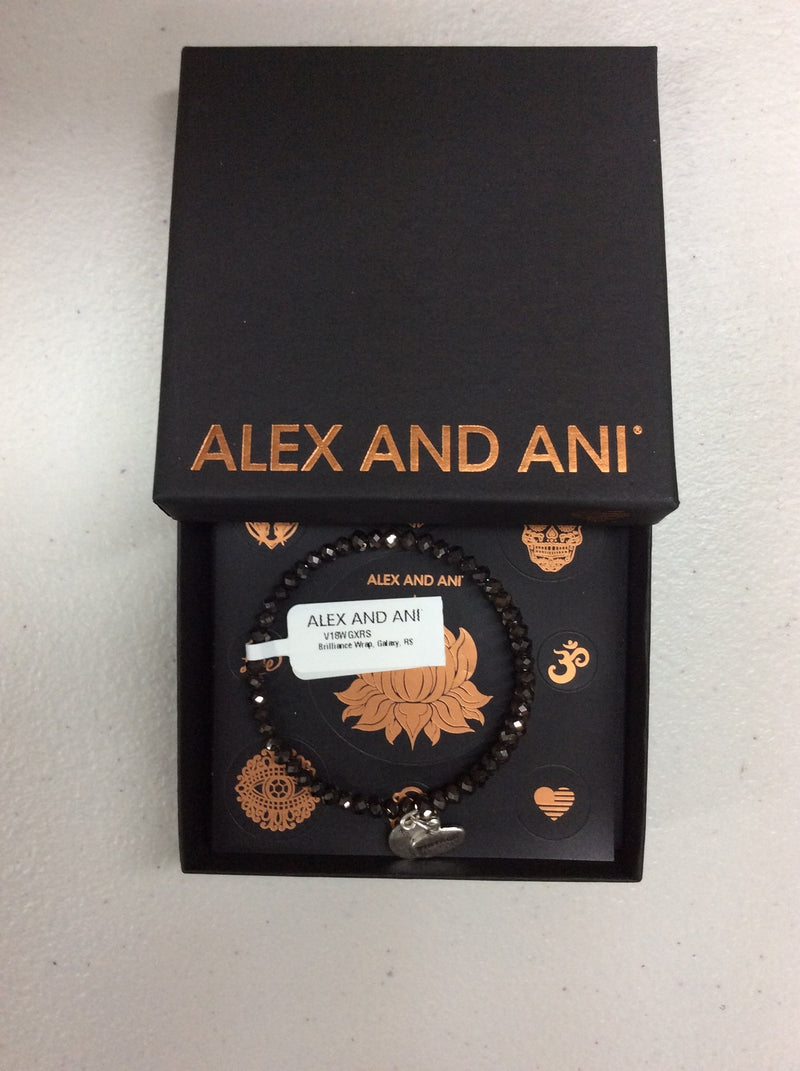 ALEX AND ANI®
ALEX AND ANI
ALEX AND ANI
V18WGXRS
Brilliance Wrap, Galaxy, RS
ॐ